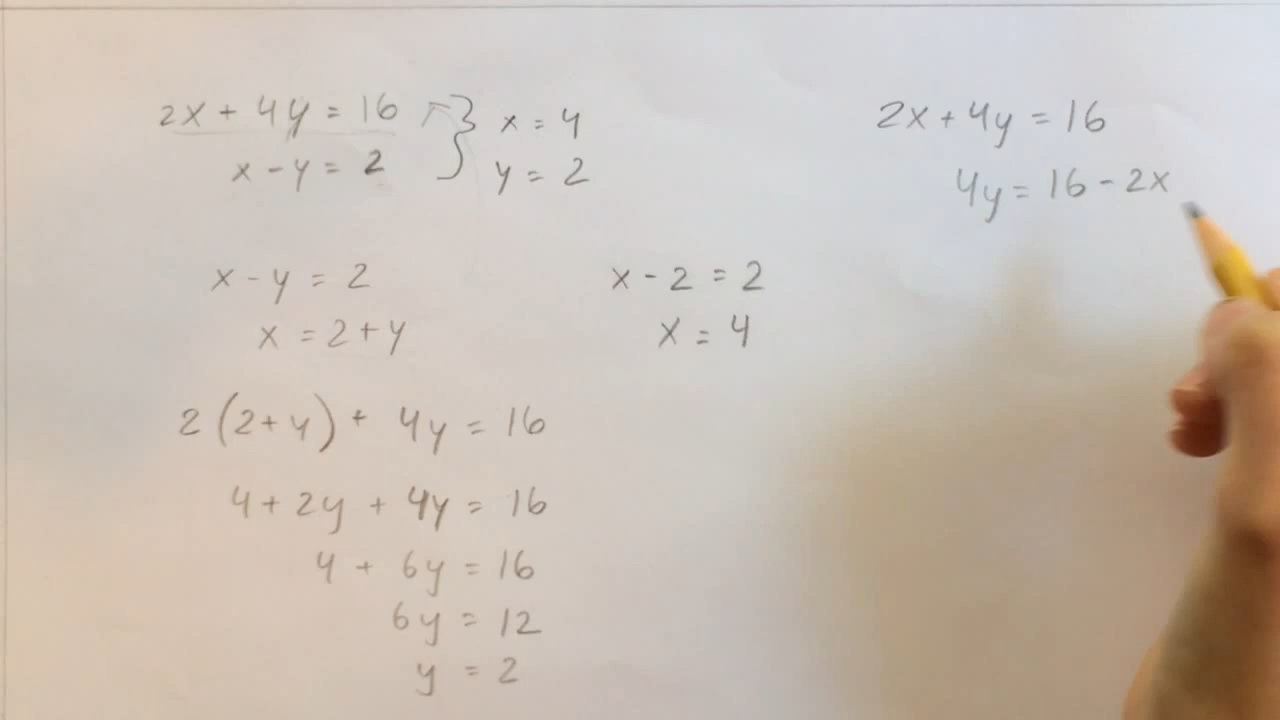 2x + 4y = 16
x - y = 2
} x = 4
y = 2
x - y = 2
x = 2 + y
2(2 + y) + 4y = 16
4 + 2y + 4y = 16
4 + 6y = 16
6y = 12
y = 2
x - 2 = 2
x = 4
2x + 4y = 16
4y = 16 - 2x